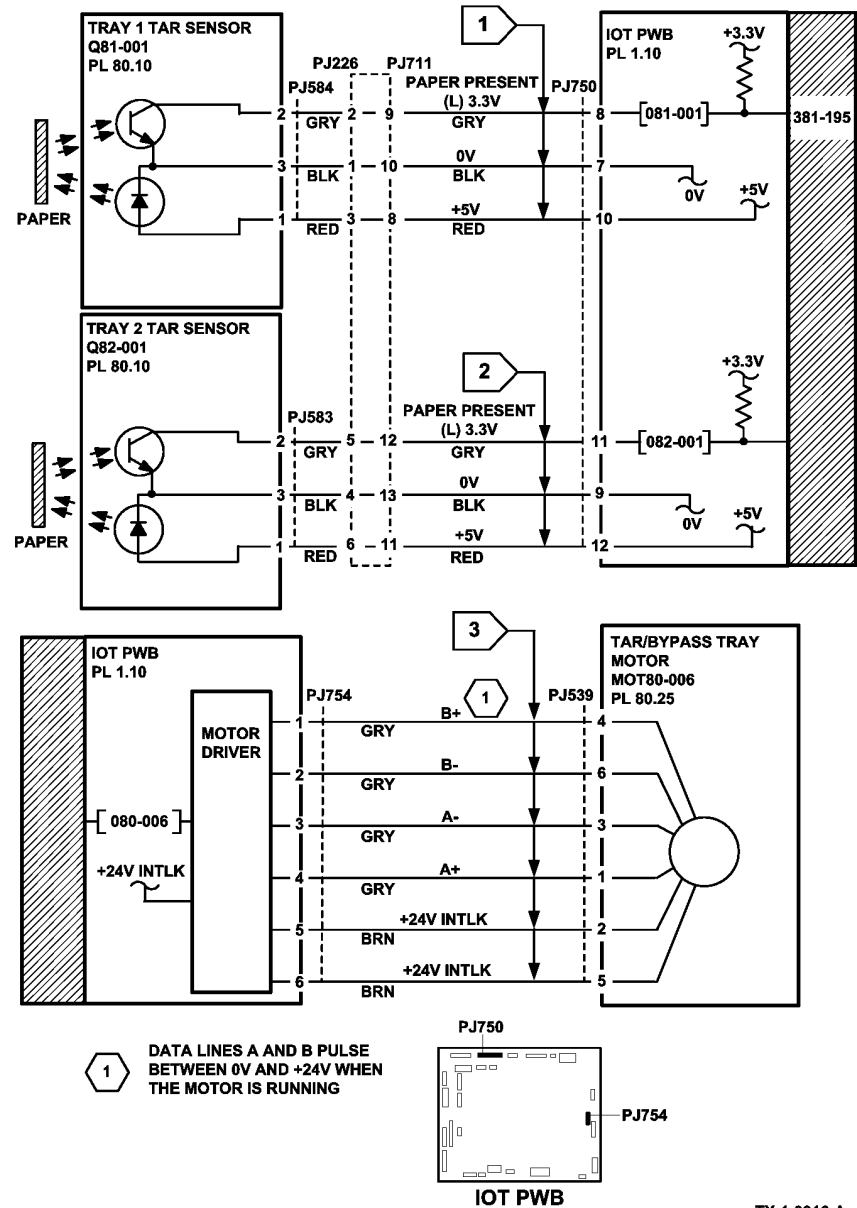 TRAY 1 TAR SENSOR
Q81-001
PL 80.10
PJ584
PJ226
PJ711
1
PAPER PRESENT
(L) 3.3V
PJ750
IOT PWB
PL 1.10
+3.3V
2
GRY
2
9
GRY
8
[081-001]
381-195
3
BLK
1
10
0V
BLK
7
0V
+5V
PAPER
1
RED
3
8
+5V
RED
10
TRAY 2 TAR SENSOR
Q82-001
PL 80.10
PJ583
2
PAPER PRESENT
(L) 3.3V
+3.3V
2
GRY
5
12
GRY
11
[082-001]
3
BLK
4
13
0V
BLK
9
0V
+5V
PAPER
1
RED
6
11
+5V
RED
12
IOT PWB
PL 1.10
3
TAR/BYPASS TRAY
MOTOR
MOT80-006
PL 80.25
PJ754
1
PJ539
MOTOR
DRIVER
1
GRY
B+
4
2
GRY
B-
6
[080-006]
3
GRY
A-
3
+24V INTLK
4
GRY
A+
1
5
BRN
+24V INTLK
2
6
BRN
+24V INTLK
5
1
DATA LINES A AND B PULSE
BETWEEN 0V AND +24V WHEN
THE MOTOR IS RUNNING
PJ750
PJ754
IOT PWB